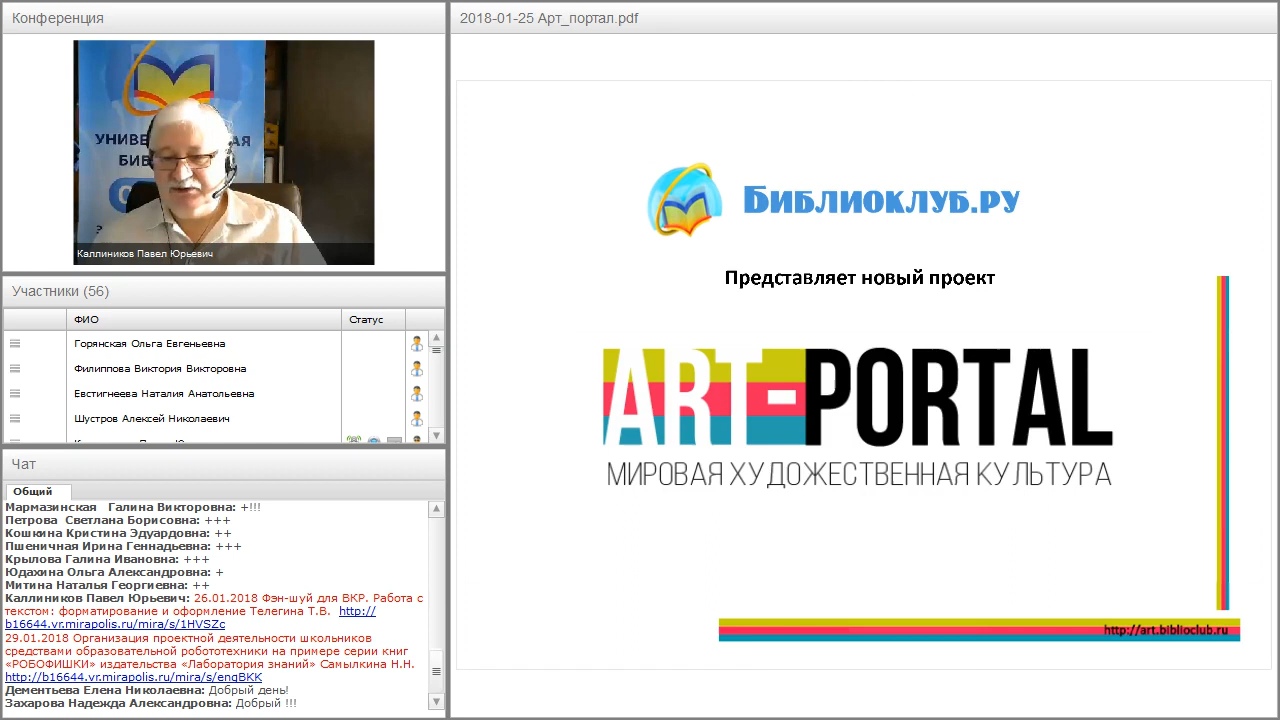 Конференция
УНИВЕ
АЯ
БИБ
Каллиников Павел Юрьевич
Участники (56)
ФИО
Статус
Горянская Ольга Евгеньевна
Филиппова Виктория Викторовна
Евстигнеева Наталия Анатольевна
Шустров Алексей Николаевич
Чат
Общий
Мармазинская Галина Викторовна: +!!!
Петрова Светлана Борисовна: +++
Кошкина Кристина Эдуардовна: ++
Пшеничная Ирина Геннадьевна: +++
Крылова Галина Ивановна: +++
Юдахина Ольга Александровна: +
Митина Наталья Георгиевна: ++
Каллиников Павел Юрьевич: 26.01.2018 Фэн-шуй для ВКР. Работа с
текстом: форматирование и оформление Телегина Т.В. http://
b16644.vr.mirapolis.ru/mira/s/1HVSZc
29.01.2018 Организация проектной деятельности школьников
средствами образовательной робототехники на примере серии книг
«РОБОФИШКИ» издательства «Лаборатория знаний» Самылкина Н.Н.
http://b16644.vr.mirapolis.ru/mira/s/enqBKK
Дементьева Елена Николаевна: Добрый день!
Захарова Надежда Александровна: Добрый !!!
2018-01-25 Арт_портал.pdf
Библиоклуб.ру
Представляет новый проект
ART-PORTAL
МИРОВАЯ ХУДОЖЕСТВЕННАЯ КУЛЬТУРА
http://art.biblioclub.ru